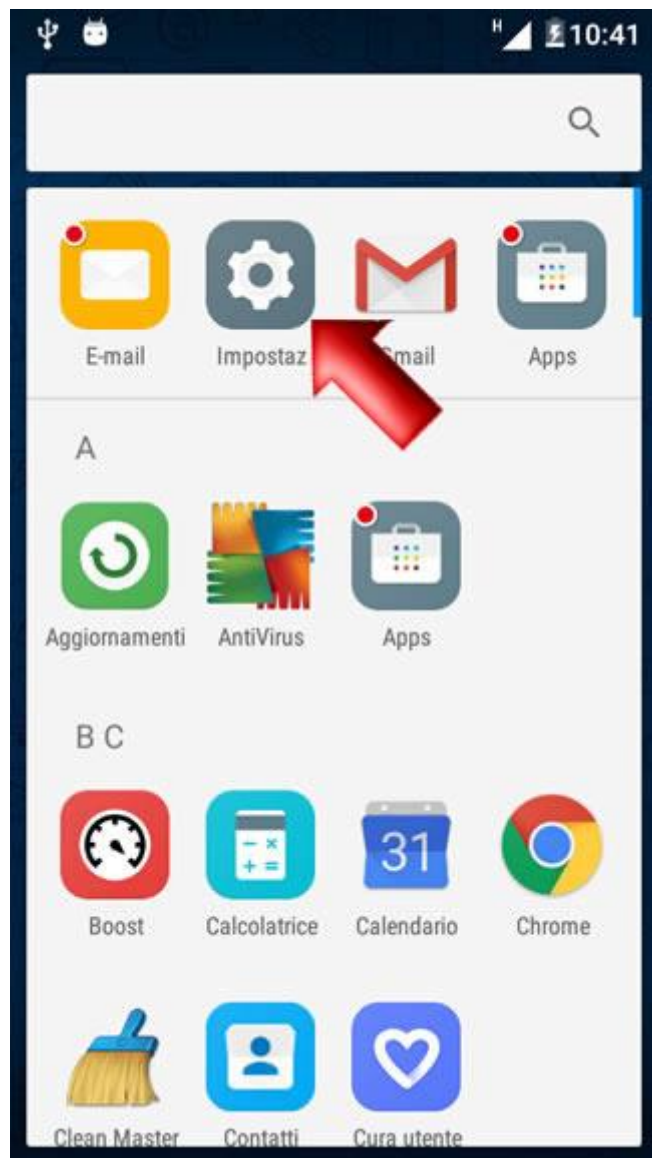 H 10:41
E-mail Impostaz mail Apps
A
Aggiornamenti AntiVirus Apps
B C
31
Boost Calcolatrice Calendario Chrome
Clean Master Contatti Cura utente